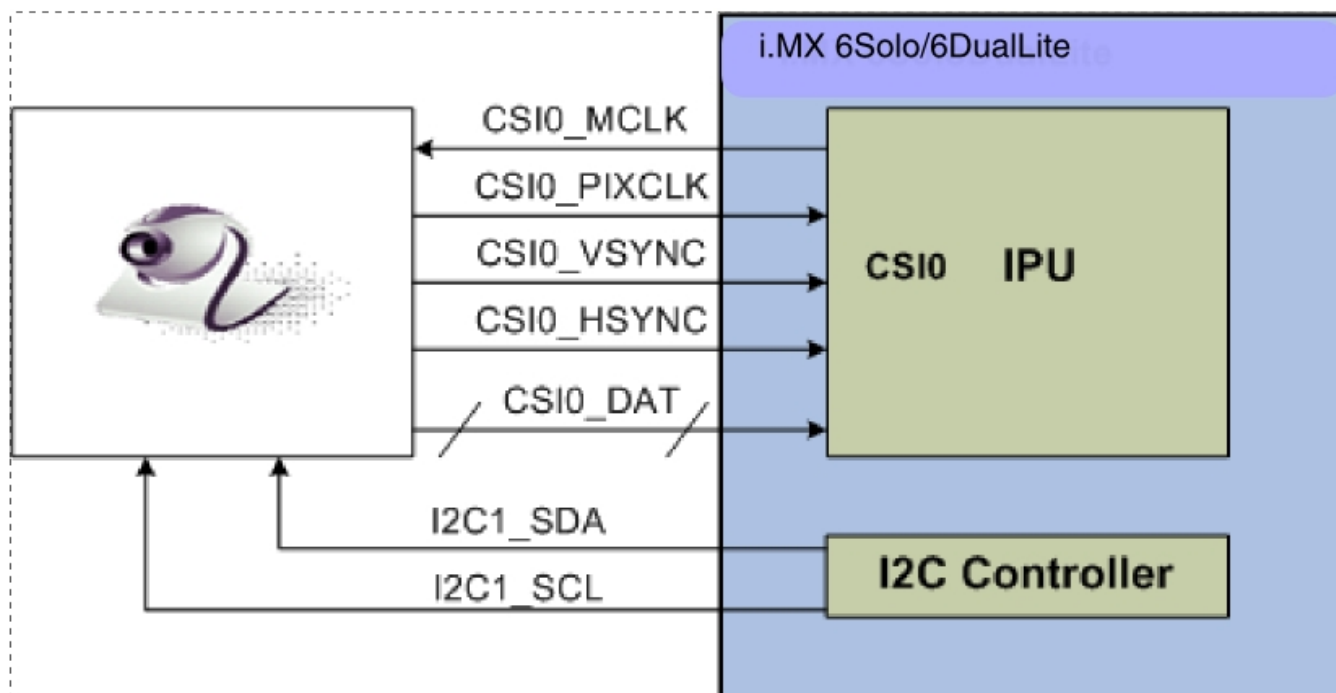 i.MX 6Solo/6DualLite
CSI0_MCLK
CSI0_PIXCLK
CSI0_VSYNC
CSI0 IPU
CSI0_HSYNC
CSI0_DAT
I2C1_SDA
I2C Controller
I2C1_SCL